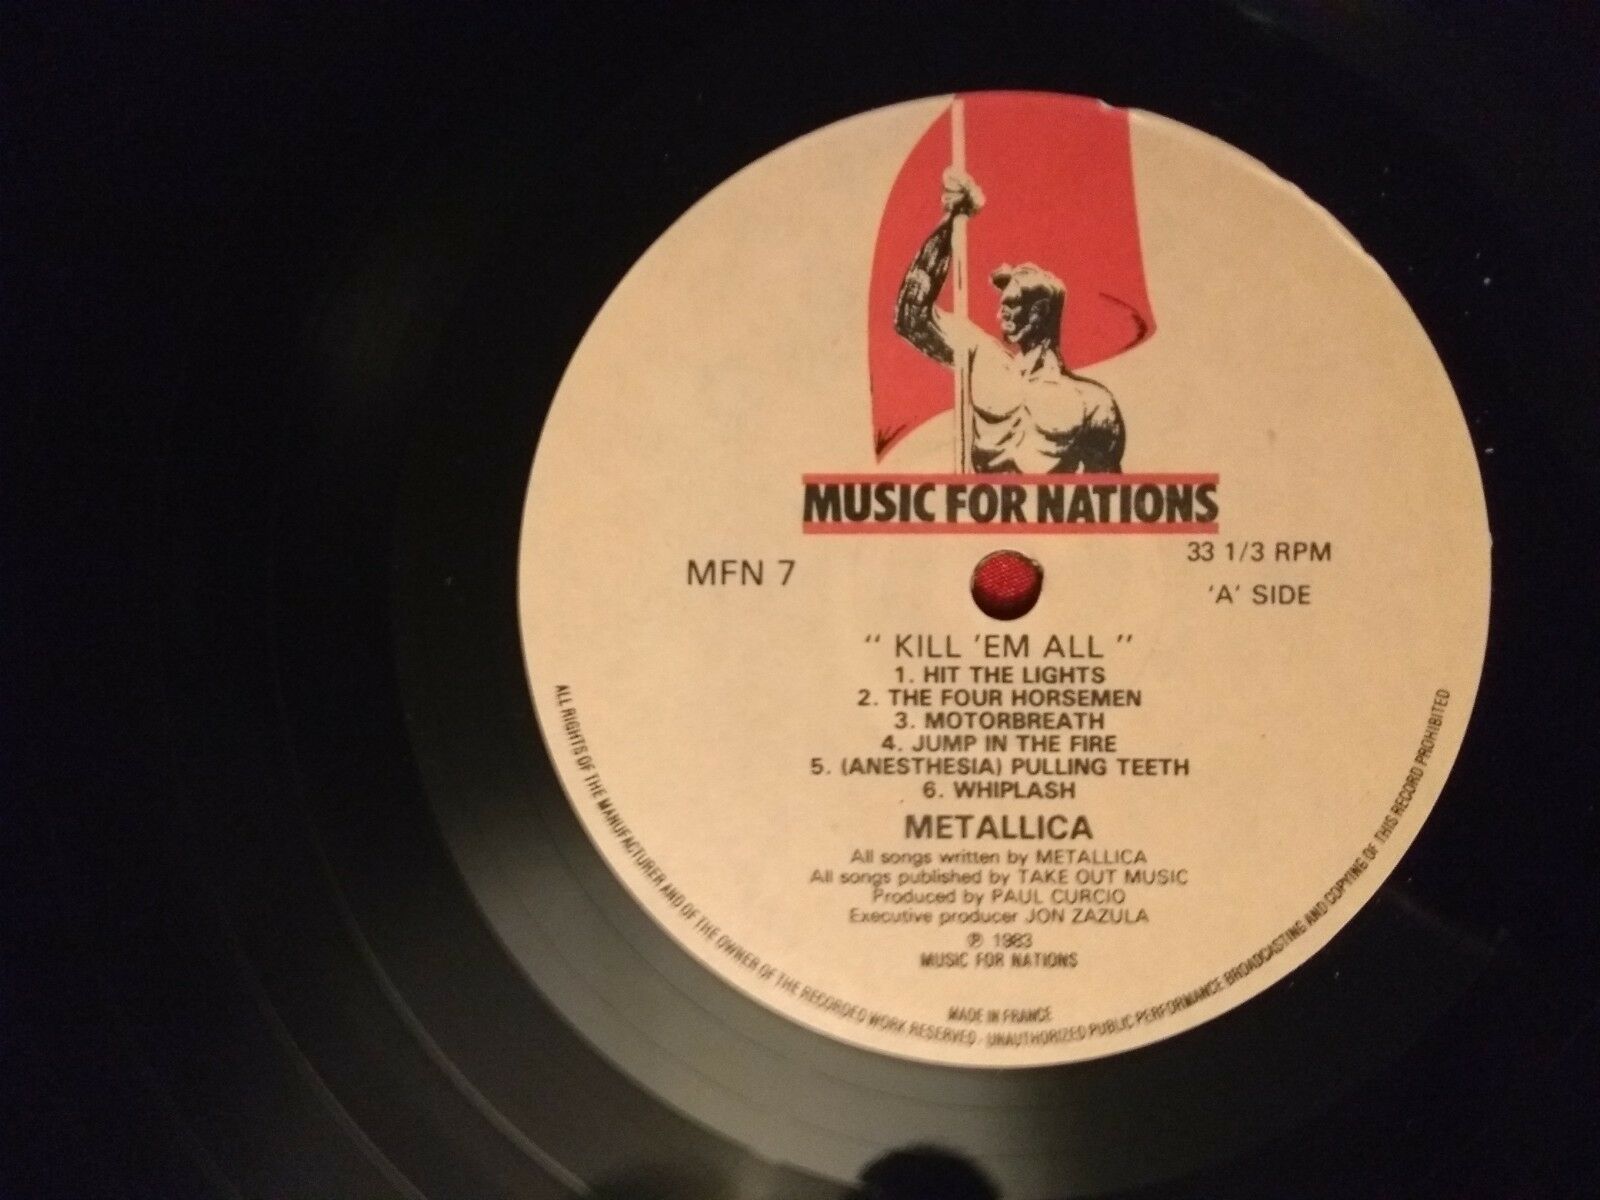 MUSIC FOR NATIONS
MFN 7
33 1/3 RPM
'A' SIDE
" KILL 'EM ALL "
1. HIT THE LIGHTS
2. THE FOUR HORSEMEN
3. MOTORBREATH
4. JUMP IN THE FIRE
5. (ANESTHESIA) PULLING TEETH
6. WHIPLASH
METALLICA
All songs written by METALLICA
All songs published by TAKE OUT MUSIC
Produced by PAUL CURCIO
Executive producer JON ZAZULA
℗ 1983
MUSIC FOR NATIONS
MADE IN FRANCE
ALL RIGHTS OF THE MANUFACTURER AND OF THE OWNER OF THE RECORDED WORK RESERVED - UNAUTHORIZED PUBLIC PERFORMANCE BROADCASTING AND COPYING OF THIS RECORD PROHIBITED